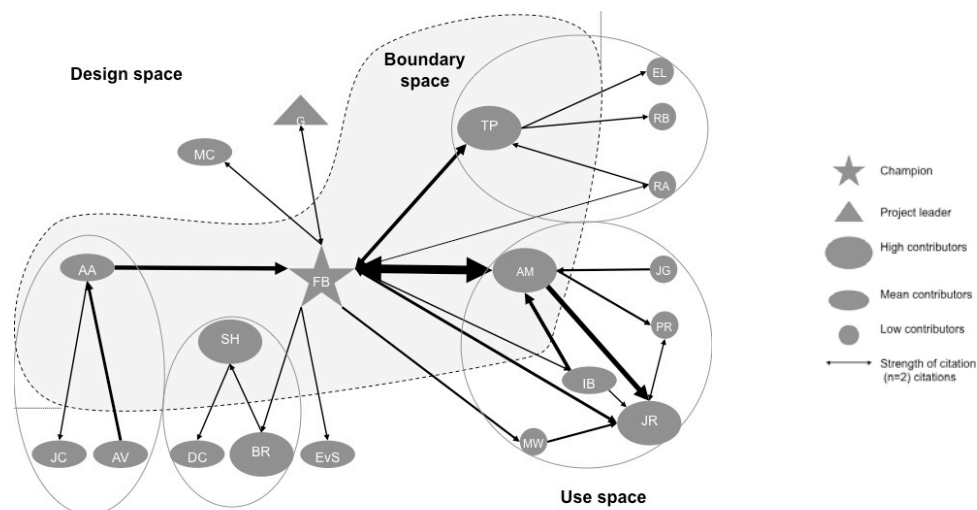 Design space
Boundary
space
G
MC
TP
EL
RB
RA
AA
FB
AM
JG
PR
SH
IB
JR
MW
JC
AV
DC
BR
EvS
Use space
Champion
Project leader
High contributors
Mean contributors
Low contributors
Strength of citation
(n=2) citations